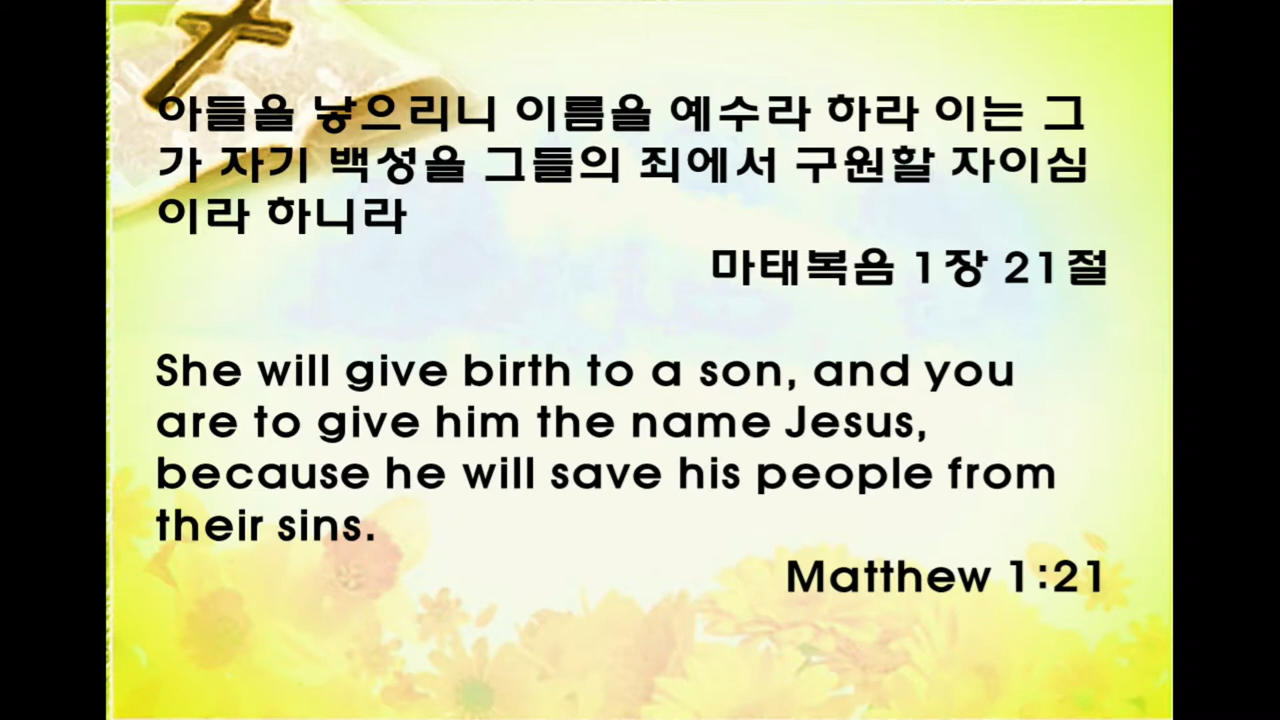 아들을 낳으리니 이름을 예수라 하라 이는 그
가 자기 백성을 그들의 죄에서 구원할 자이심
이라 하니라
마태복음 1장 21절
She will give birth to a son, and you
are to give him the name Jesus,
because he will save his people from
their sins.
Matthew 1:21